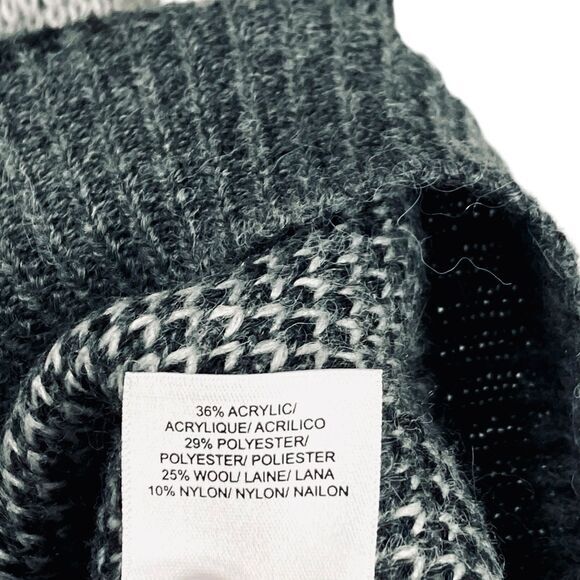 36% ACRYLIC/
ACRYLIQUE/ ACRILICO
29% POLYESTER/
POLYESTER/ POLIESTER
25% WOOL/ LAINE/ LANA
10% NYLON/ NYLON/ NAILON